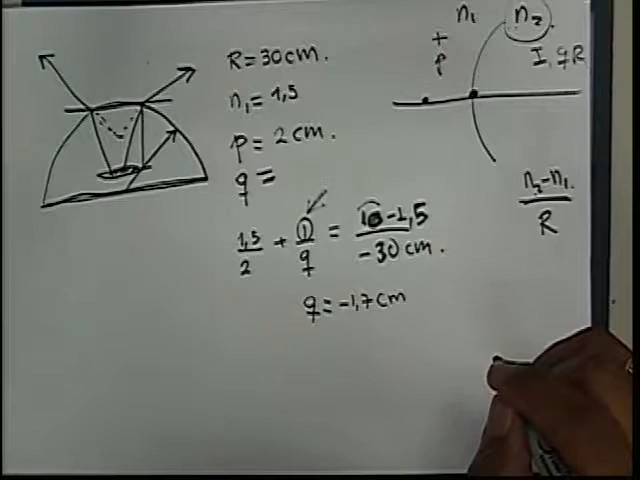 R = 30 cm.
n₁ = 1,5
p = 2 cm.
q =
1,5/2 + 1/q = (1,0 - 1,5)/(-30 cm.)
q = -1,7 cm
n₁ n₂
+
p
I, q R
(n₂ - n₁)/R